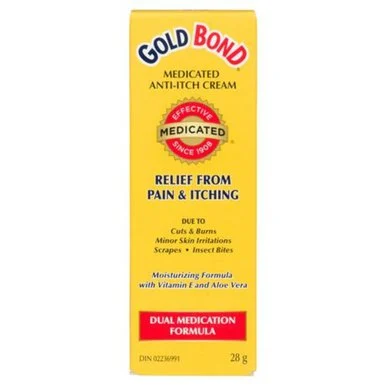 GOLD BOND®
MEDICATED
ANTI-ITCH CREAM
EFFECTIVE
MEDICATED
SINCE 1908
RELIEF FROM
PAIN & ITCHING
DUE TO
Cuts & Burns
Minor Skin Irritations
Scrapes • Insect Bites
Moisturizing Formula
with Vitamin E and Aloe Vera
DUAL MEDICATION
FORMULA
DIN 02236991 28 g